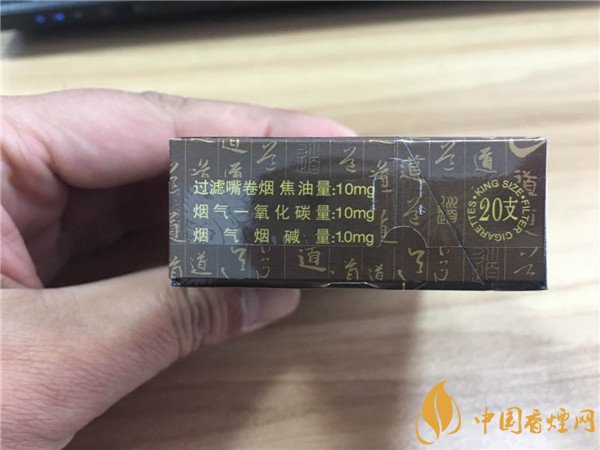 过滤嘴卷烟 焦油量:10mg
烟气一氧化碳量:10mg
烟气烟碱量:1.0mg
·KING SIZE·FILTER CIGARETTES
20支
道
中国香烟网